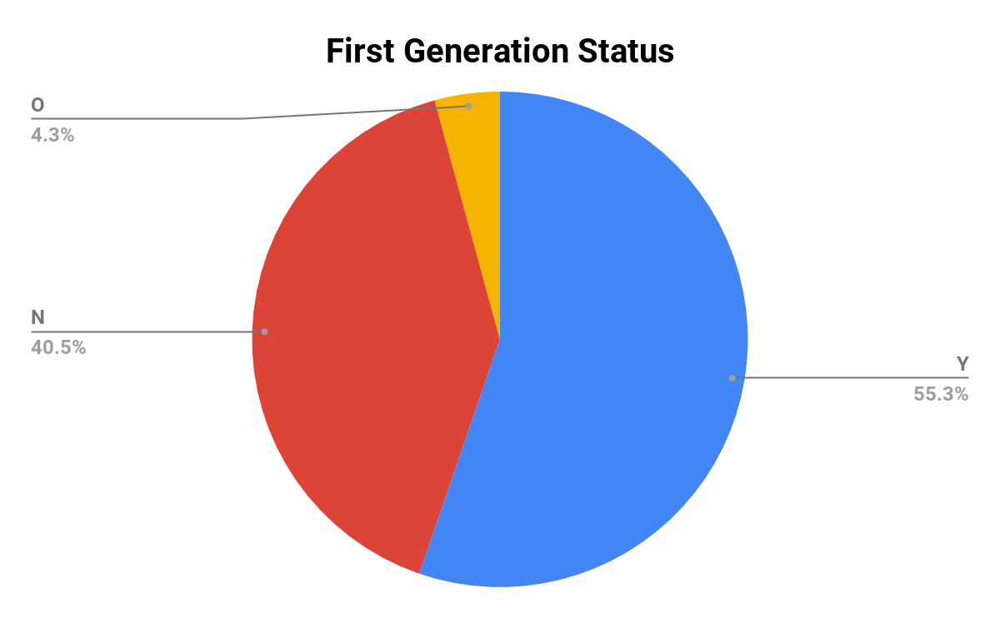 First Generation Status
O
4.3%
N
40.5%
Y
55.3%